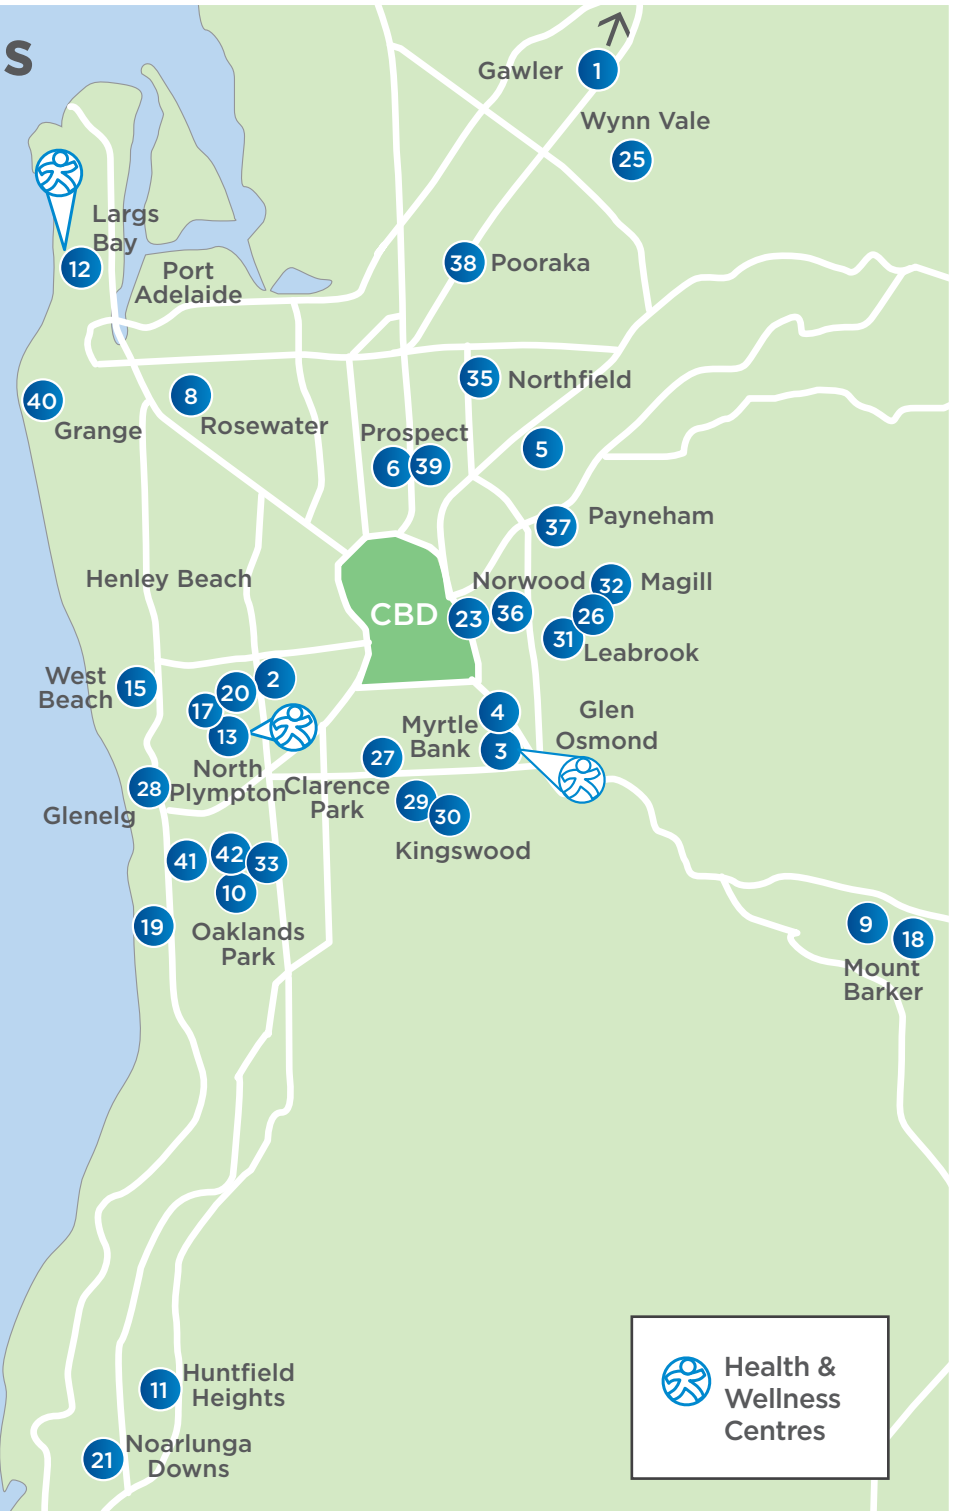 S
Gawler 1
Wynn Vale
25
Largs
Bay
12
Port
Adelaide
38 Pooraka
35 Northfield
40
Grange
8
Rosewater
Prospect
6 39
5
37 Payneham
Henley Beach
CBD
Norwood 32 Magill
23 36 26
31 Leabrook
West
Beach 15
2
20
17
13
North
Plympton
4
Myrtle
Bank 3
Glen
Osmond
27
Clarence
Park
28
Glenelg
29 30
Kingswood
41 42 33
10
19
Oaklands
Park
9 18
Mount
Barker
11 Huntfield
Heights
21 Noarlunga
Downs
Health &
Wellness
Centres